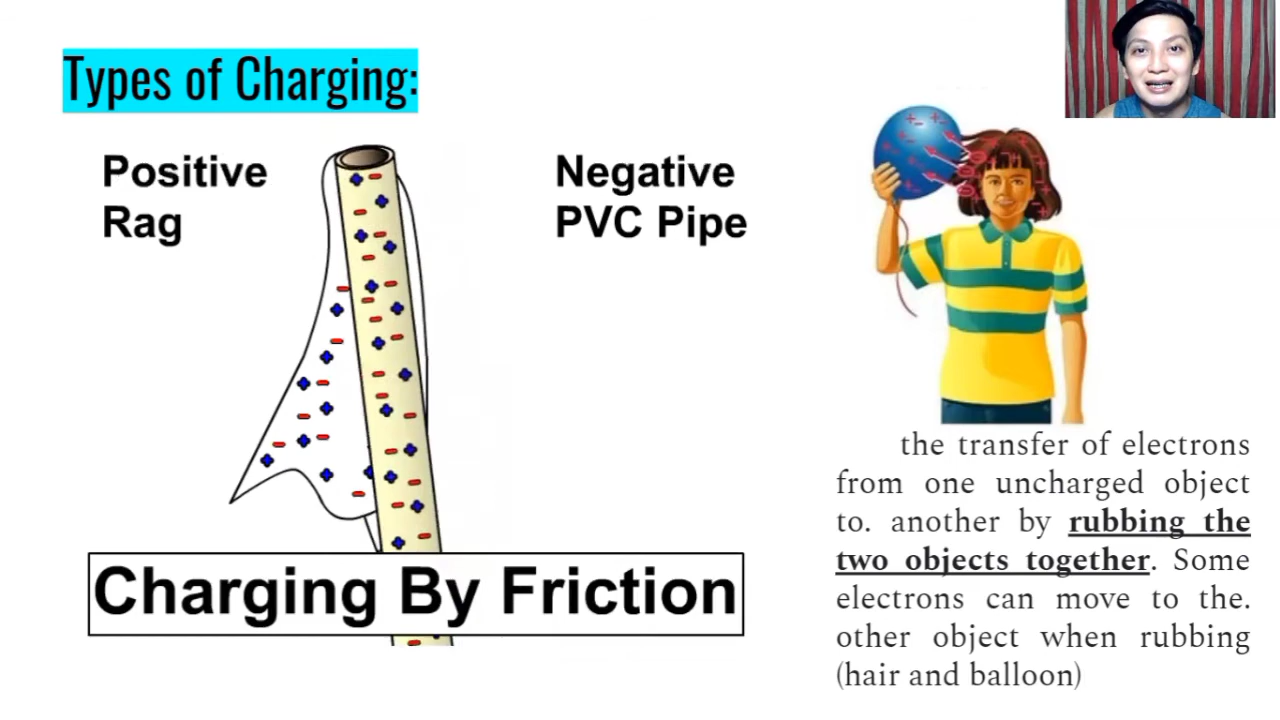 Types of Charging:
Positive
Rag
Negative
PVC Pipe
Charging By Friction
the transfer of electrons
from one uncharged object
to. another by rubbing the
two objects together. Some
electrons can move to the.
other object when rubbing
(hair and balloon)